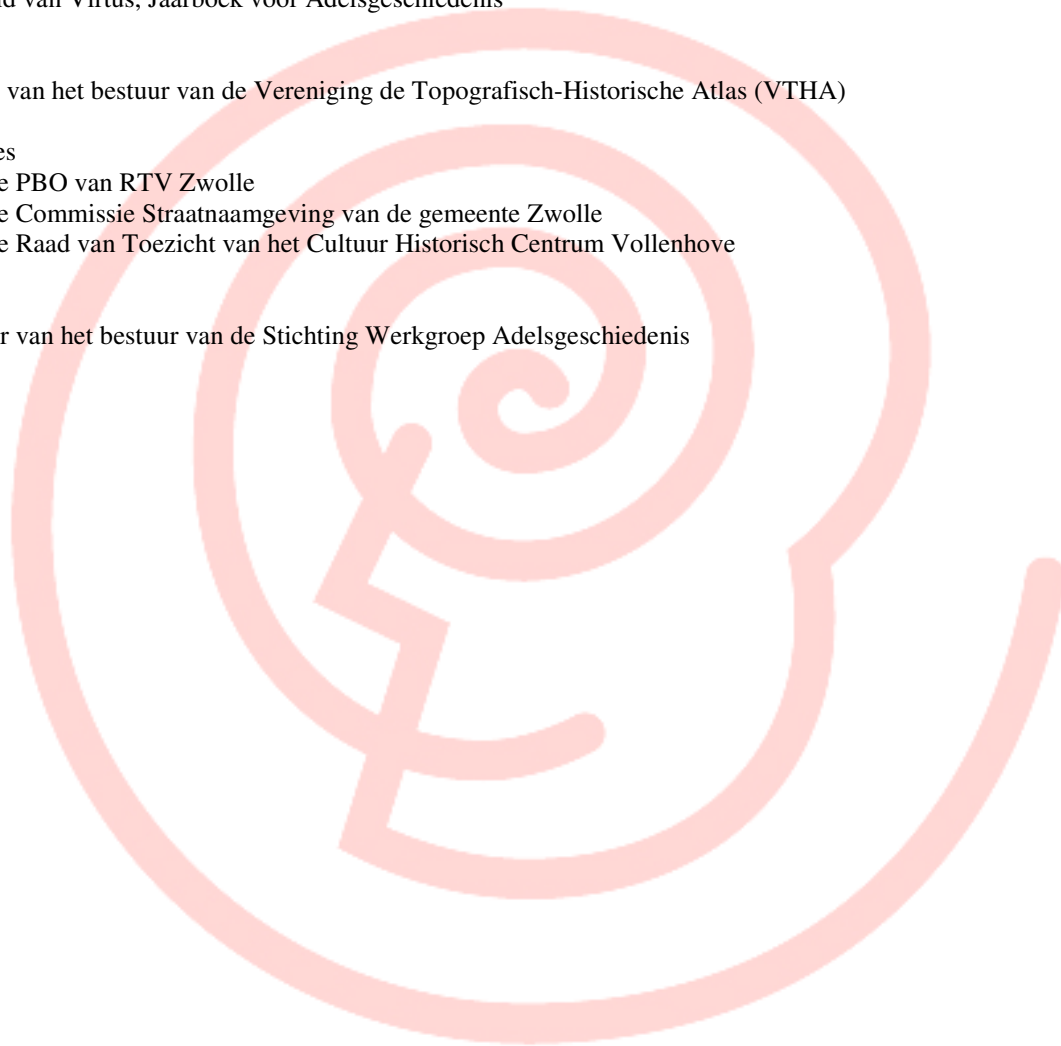 van Virtus, Jaarboek voor Adelsgeschiedenis
van het bestuur van de Vereniging de Topografisch-Historische Atlas (VTHA)
es
e PBO van RTV Zwolle
e Commissie Straatnaamgeving van de gemeente Zwolle
e Raad van Toezicht van het Cultuur Historisch Centrum Vollenhove
r van het bestuur van de Stichting Werkgroep Adelsgeschiedenis